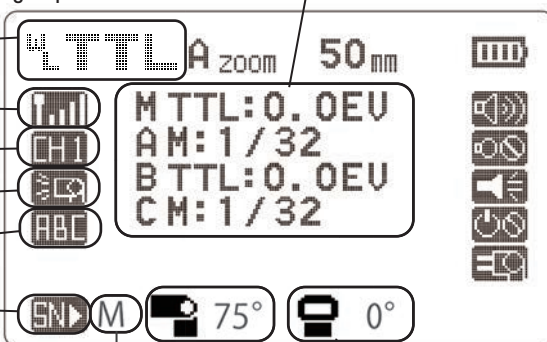 TTL A zoom 50mm
M TTL:0.0EV
A M:1/32
CH1
B TTL:0.0EV
C M:1/32
ABC
SN M 75° 0°